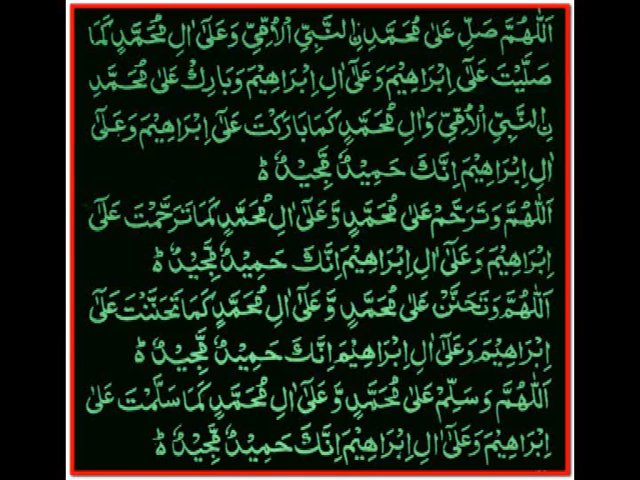 اَللّٰهُمَّ صَلِّ عَلٰى مُحَمَّدِ نِ النَّبِيِّ الْاُمِّيِّ وَعَلٰٓى اٰلِ مُحَمَّدٍ كَمَا
صَلَّيْتَ عَلٰٓى اِبْرَاهِيْمَ وَعَلٰٓى اٰلِ اِبْرَاهِيْمَ وَبَارِكْ عَلٰى مُحَمَّدِ
نِ النَّبِيِّ الْاُمِّيِّ وَاٰلِ مُحَمَّدٍ كَمَا بَارَكْتَ عَلٰٓى اِبْرَاهِيْمَ وَعَلٰٓى
اٰلِ اِبْرَاهِيْمَ اِنَّكَ حَمِيْدٌ مَّجِيْدٌ ؕ
اَللّٰهُمَّ وَتَرَحَّمْ عَلٰى مُحَمَّدٍ وَّعَلٰٓى اٰلِ مُحَمَّدٍ كَمَا تَرَحَّمْتَ عَلٰٓى
اِبْرَاهِيْمَ وَعَلٰٓى اٰلِ اِبْرَاهِيْمَ اِنَّكَ حَمِيْدٌ مَّجِيْدٌ ؕ
اَللّٰهُمَّ وَتَحَنَّنْ عَلٰى مُحَمَّدٍ وَّعَلٰٓى اٰلِ مُحَمَّدٍ كَمَا تَحَنَّنْتَ عَلٰٓى
اِبْرَاهِيْمَ وَعَلٰٓى اٰلِ اِبْرَاهِيْمَ اِنَّكَ حَمِيْدٌ مَّجِيْدٌ ؕ
اَللّٰهُمَّ وَسَلِّمْ عَلٰى مُحَمَّدٍ وَّعَلٰٓى اٰلِ مُحَمَّدٍ كَمَا سَلَّمْتَ عَلٰٓى
اِبْرَاهِيْمَ وَعَلٰٓى اٰلِ اِبْرَاهِيْمَ اِنَّكَ حَمِيْدٌ مَّجِيْدٌ ؕ